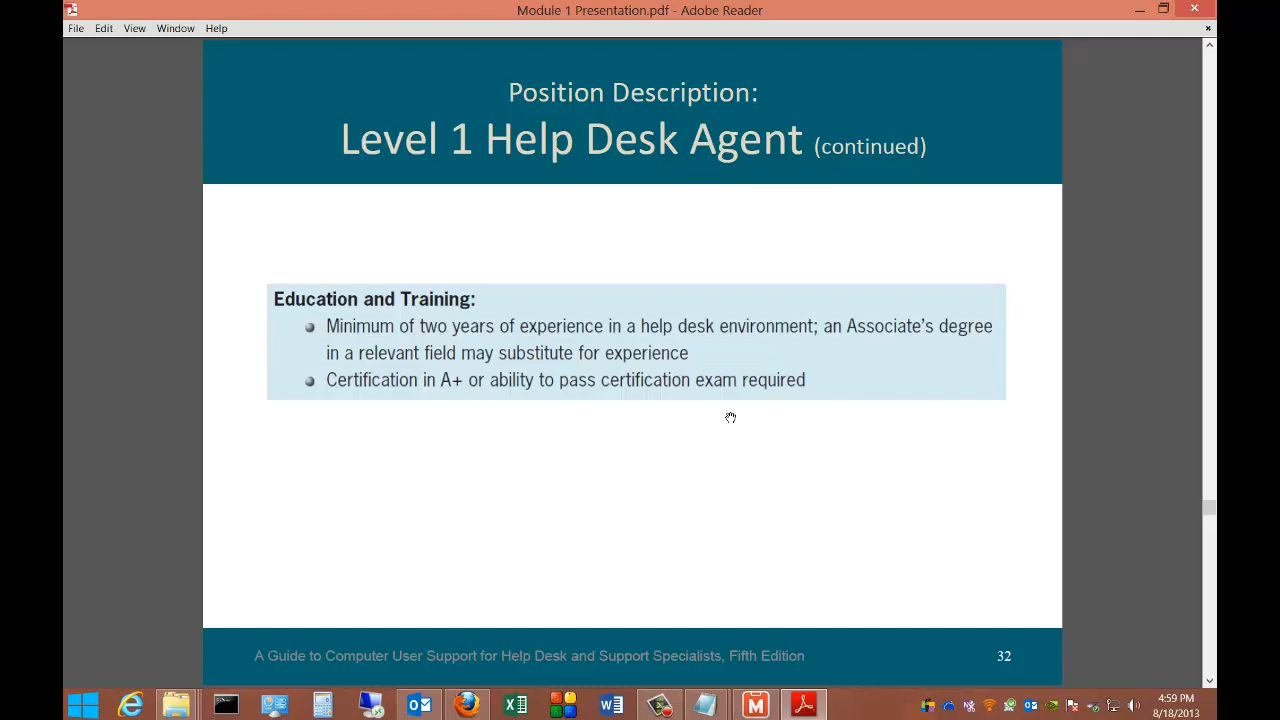 Module 1 Presentation.pdf - Adobe Reader
File Edit View Window Help
Position Description:
Level 1 Help Desk Agent (continued)
Education and Training:
Minimum of two years of experience in a help desk environment; an Associate's degree
in a relevant field may substitute for experience
Certification in A+ or ability to pass certification exam required
A Guide to Computer User Support for Help Desk and Support Specialists, Fifth Edition
32
4:59 PM
8/18/2013